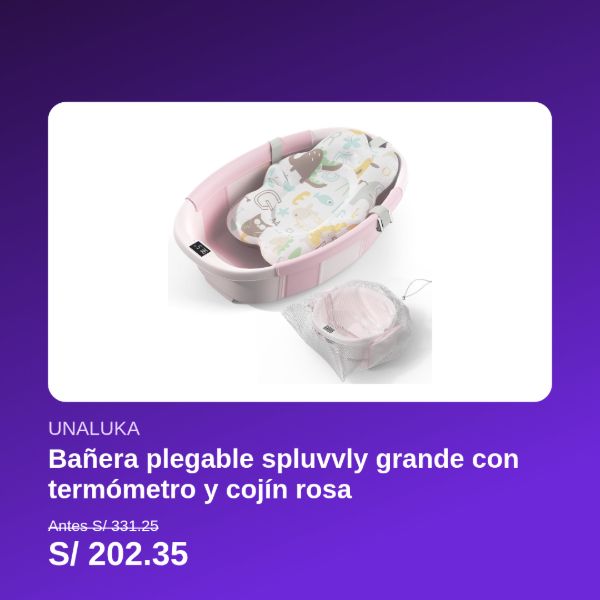 UNALUKA
Bañera plegable spluvvly grande con
termómetro y cojín rosa
Antes S/ 331.25
S/ 202.35